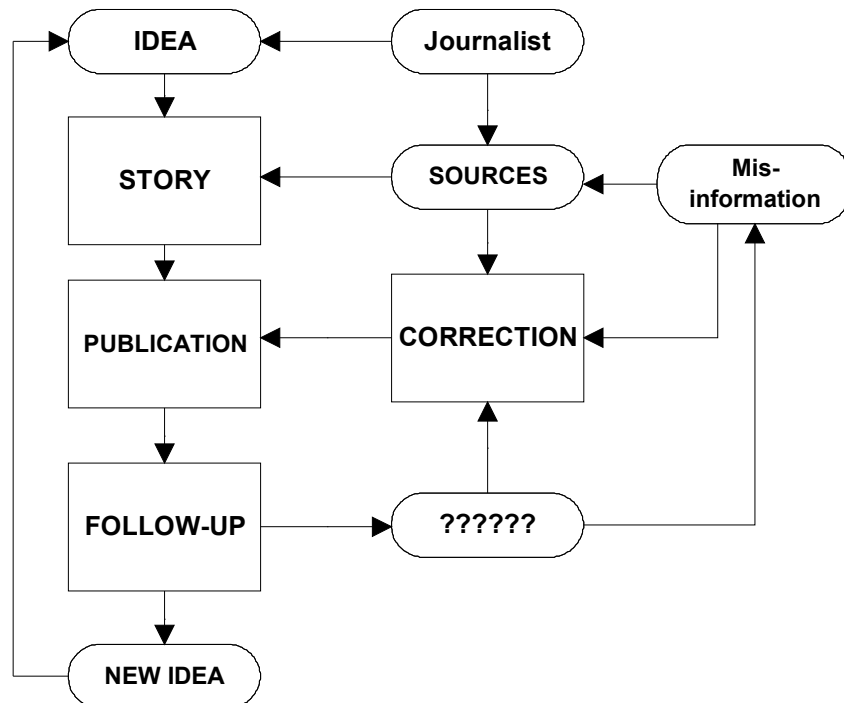 IDEA
Journalist
STORY
SOURCES
Mis-
information
PUBLICATION
CORRECTION
FOLLOW-UP
??????
NEW IDEA